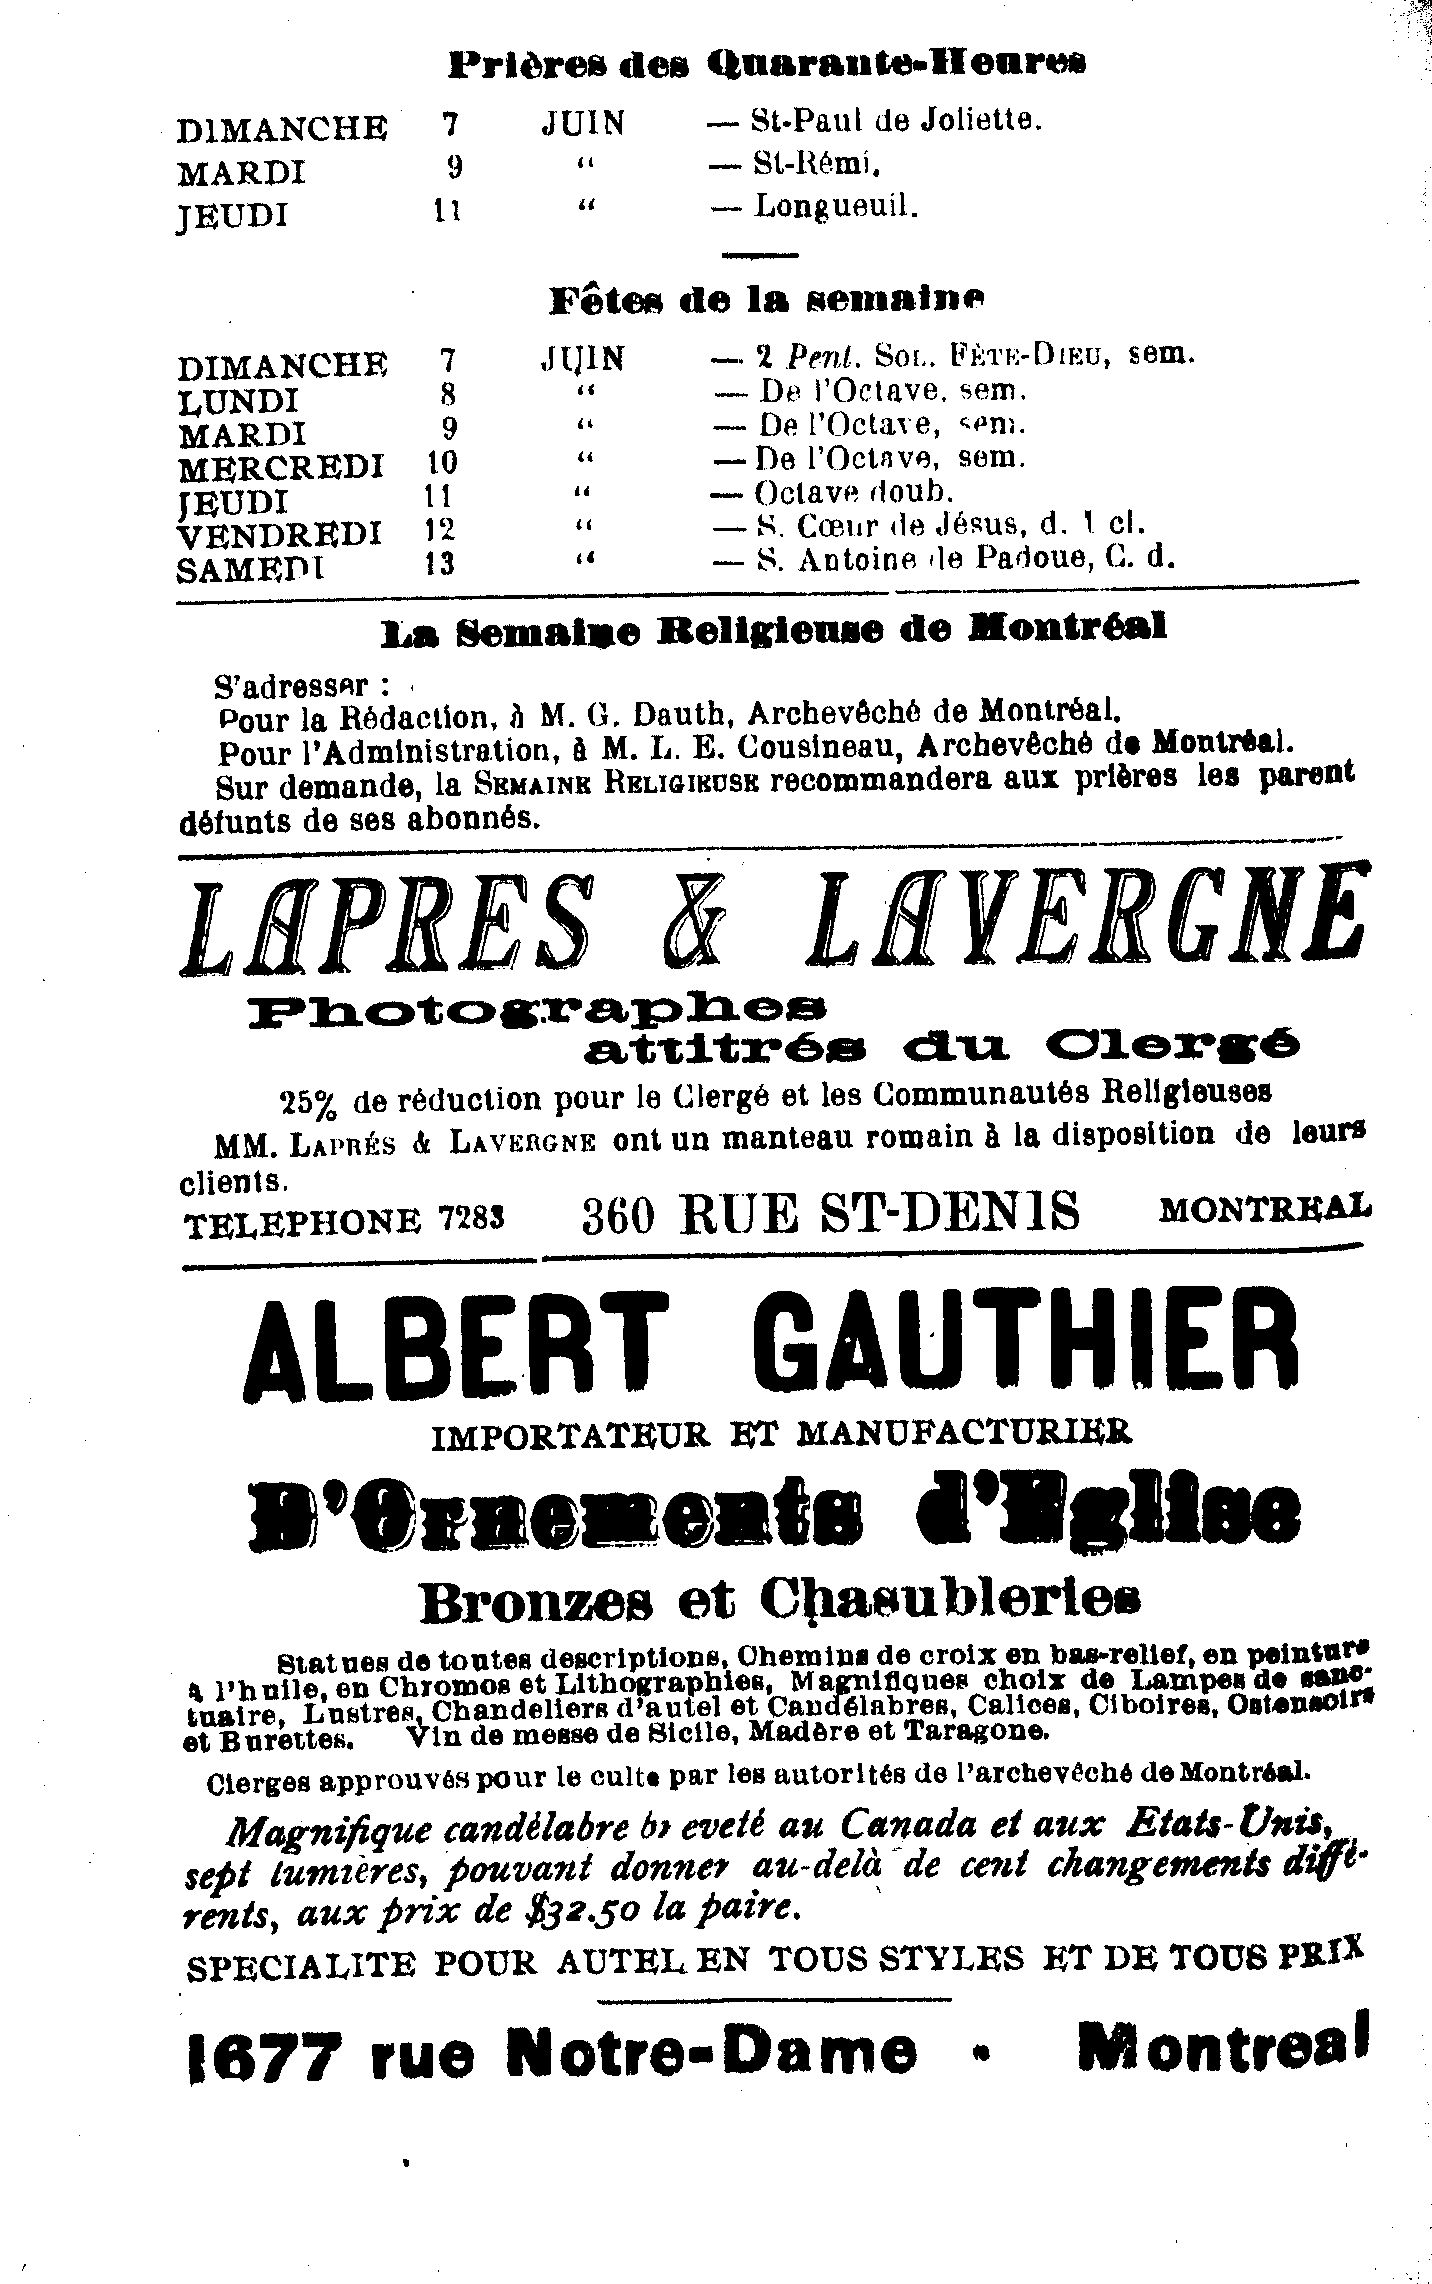 Prières des Quarante-Heures
DIMANCHE 7 JUIN — St-Paul de Joliette.
MARDI 9 “ — St-Rémi.
JEUDI 11 “ — Longueuil.
Fêtes de la semaine
DIMANCHE 7 JUIN — 2 Pent. SOL. FÊTE-DIEU, sem.
LUNDI 8 “ — De l'Octave, sem.
MARDI 9 “ — De l'Octave, sem.
MERCREDI 10 “ — De l'Octave, sem.
JEUDI 11 “ — Octave doub.
VENDREDI 12 “ — S. Cœur de Jésus, d. 1 cl.
SAMEDI 13 “ — S. Antoine de Padoue, C. d.
La Semaine Religieuse de Montréal
S'adresser :
Pour la Rédaction, à M. G. Dauth, Archevêché de Montréal.
Pour l'Administration, à M. L. E. Cousineau, Archevêché de Montréal.
Sur demande, la SEMAINE RELIGIEUSE recommandera aux prières les parent
défunts de ses abonnés.
LAPRES & LAVERGNE
Photographes
attitrés du Clergé
25% de réduction pour le Clergé et les Communautés Religieuses
MM. LAPRÉS & LAVERGNE ont un manteau romain à la disposition de leurs
clients.
TELEPHONE 7283 360 RUE ST-DENIS MONTREAL
ALBERT GAUTHIER
IMPORTATEUR ET MANUFACTURIER
D'Ornements d'Eglise
Bronzes et Chasubleries
Statues de toutes descriptions, Chemins de croix en bas-relief, en peinture
à l'huile, en Chromos et Lithographies, Magnifiques choix de Lampes de sanc-
tuaire, Lustres, Chandeliers d'autel et Candélabres, Calices, Ciboires, Ostensoirs
et Burettes. Vin de messe de Sicile, Madère et Taragone.
Cierges approuvés pour le culte par les autorités de l'archevêché de Montréal.
Magnifique candélabre breveté au Canada et aux Etats-Unis,
sept lumières, pouvant donner au-delà de cent changements diffé-
rents, aux prix de $32.50 la paire.
SPECIALITE POUR AUTEL EN TOUS STYLES ET DE TOUS PRIX
1677 rue Notre-Dame - Montreal